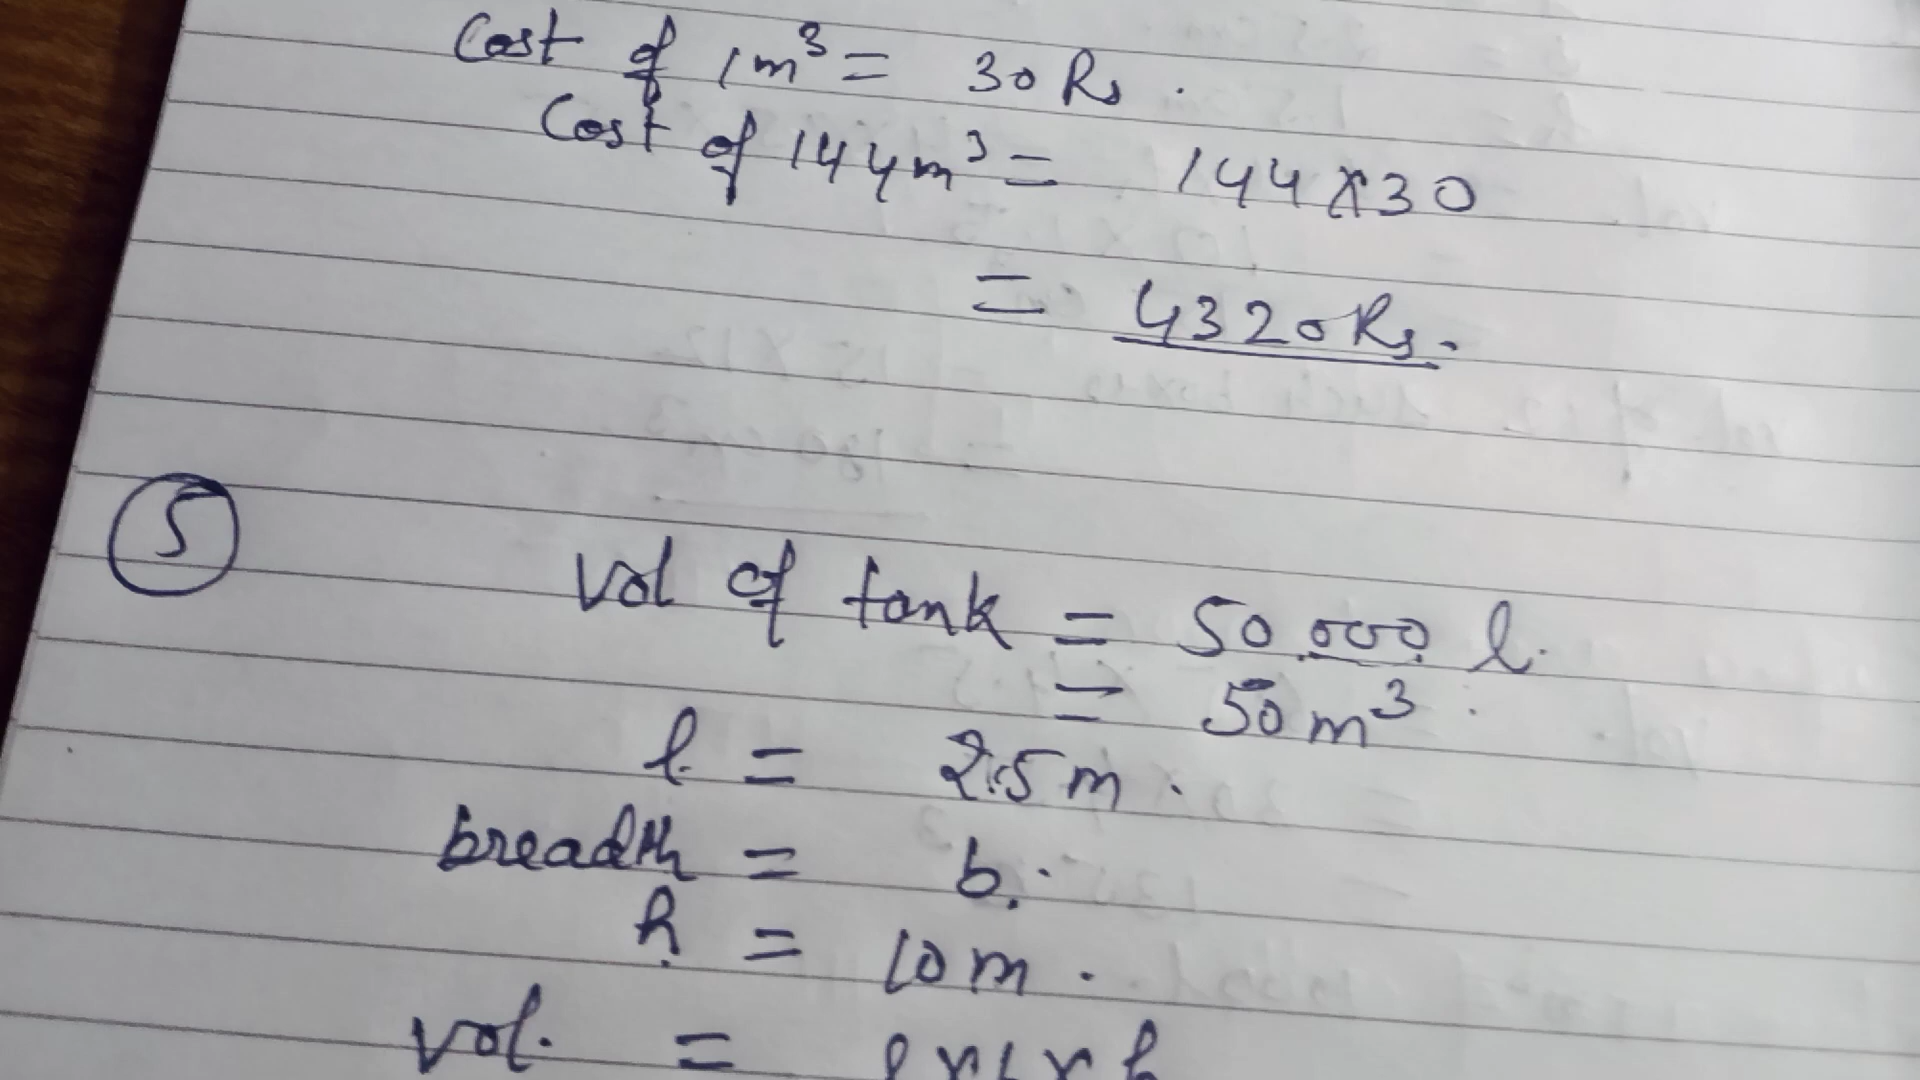 Cost of 1m³ = 30 Rs.
Cost of 144m³ = 144 x 30
= 4320 Rs.
5
Vol of tank = 50,000 l.
= 50 m³.
l = 2.5 m.
breadth = b.
h = 10 m.
vol. = l x b x h